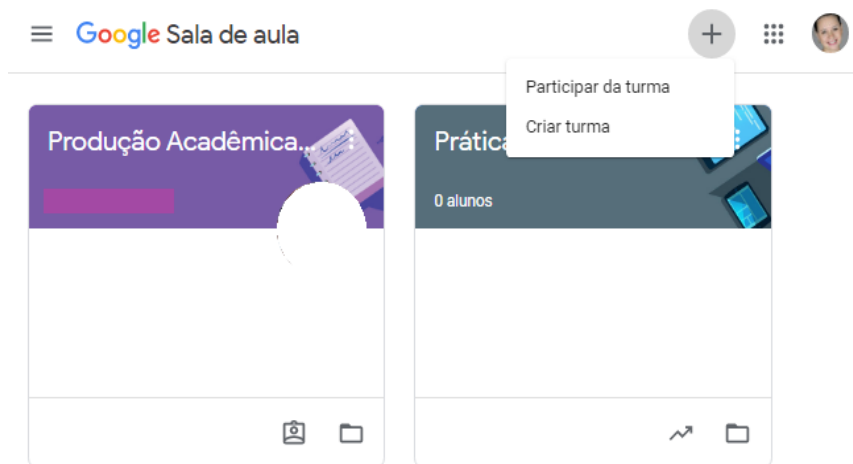 Google Sala de aula
Participar da turma
Criar turma
Produção Acadêmica...
Prátic
0 alunos